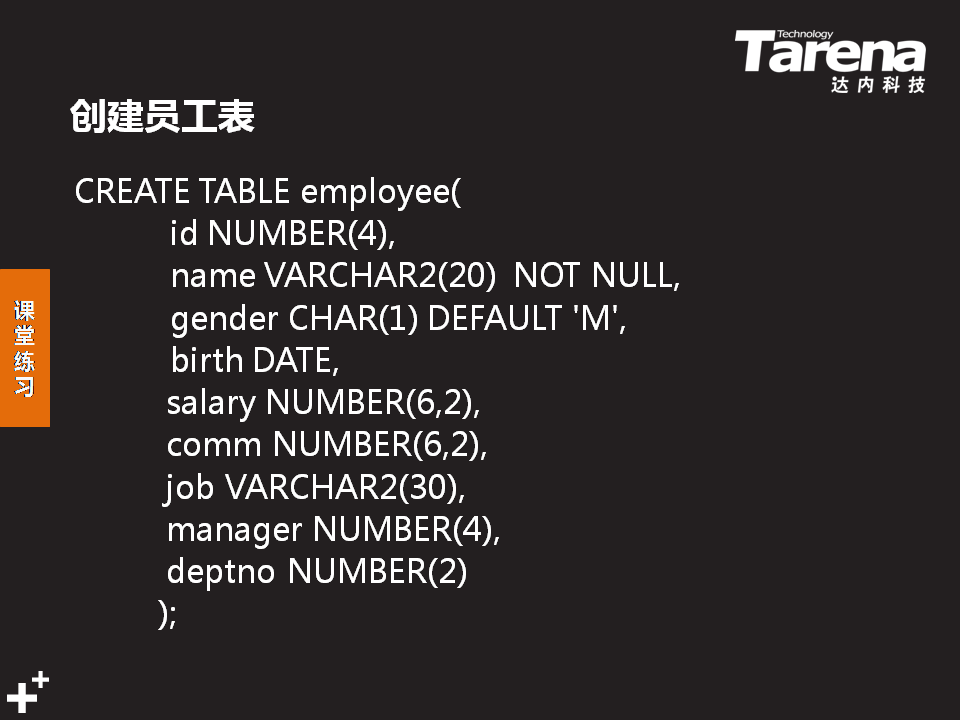 Technology
Tarena
达内科技
创建员工表
CREATE TABLE employee(
id NUMBER(4),
name VARCHAR2(20) NOT NULL,
gender CHAR(1) DEFAULT 'M',
birth DATE,
salary NUMBER(6,2),
comm NUMBER(6,2),
job VARCHAR2(30),
manager NUMBER(4),
deptno NUMBER(2)
);
课堂练习